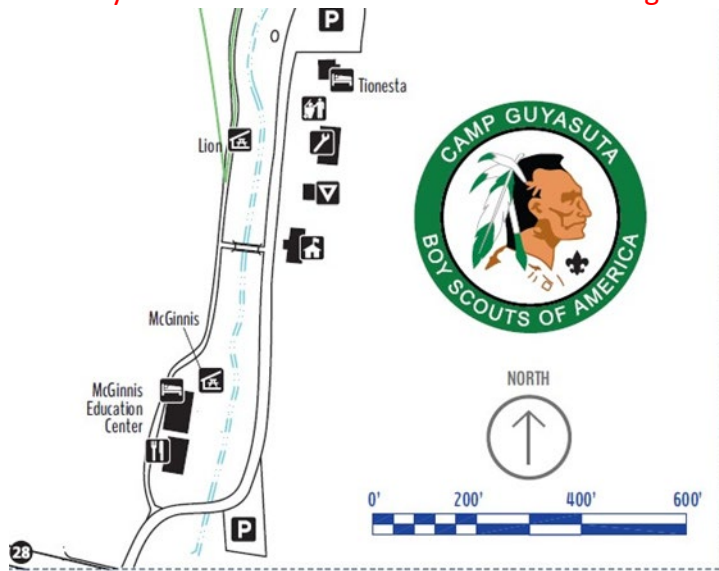 P
Tionesta
Lion
McGinnis
McGinnis
Education
Center
P
28
CAMP GUYASUTA
BOY SCOUTS OF AMERICA
NORTH
0' 200' 400' 600'